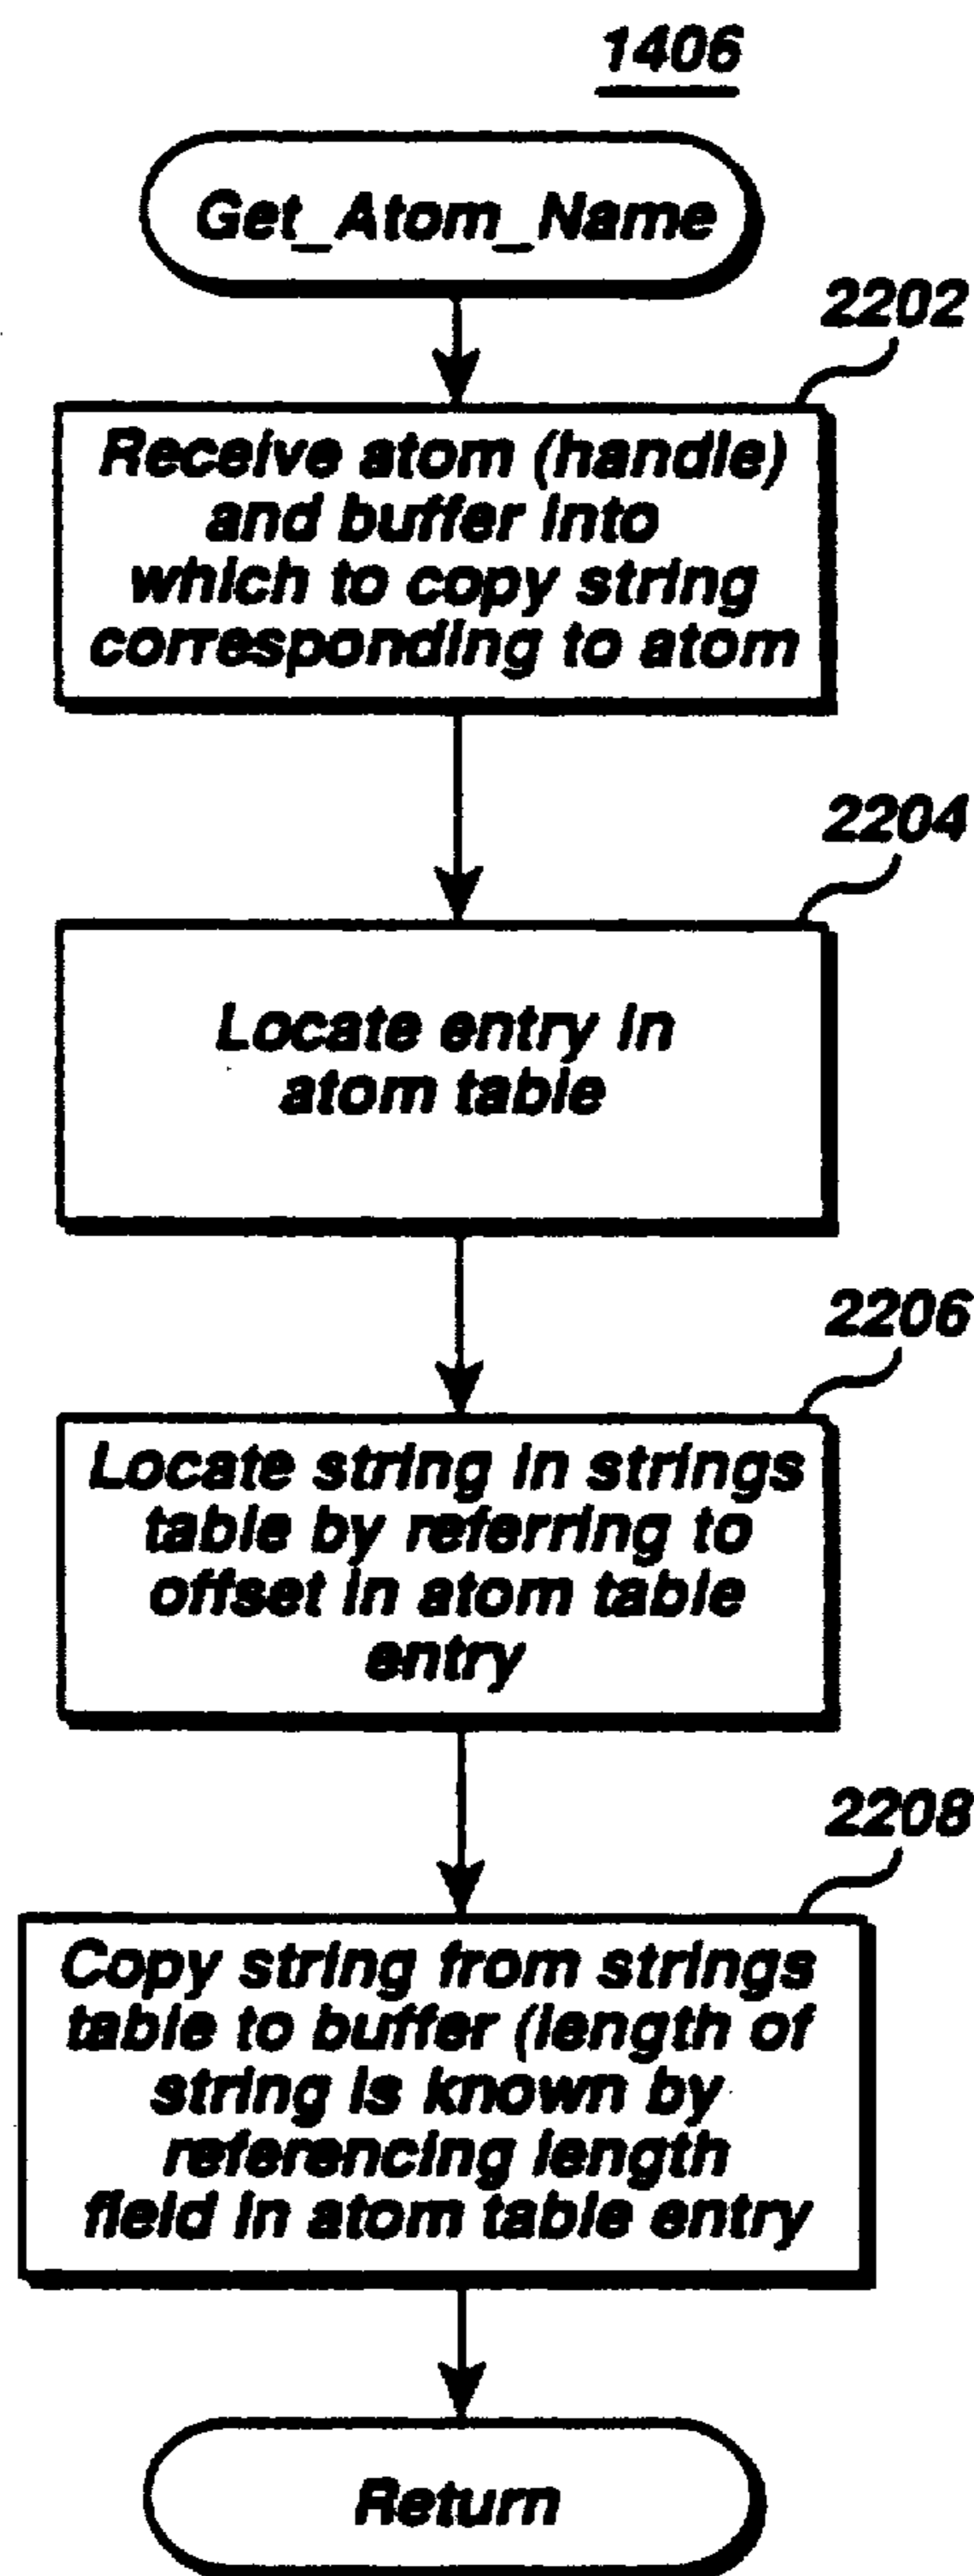 1406
Get_Atom_Name
2202
Receive atom (handle)
and buffer into
which to copy string
corresponding to atom
2204
Locate entry in
atom table
2206
Locate string in strings
table by referring to
offset in atom table
entry
2208
Copy string from strings
table to buffer (length of
string is known by
referencing length
field in atom table entry
Return